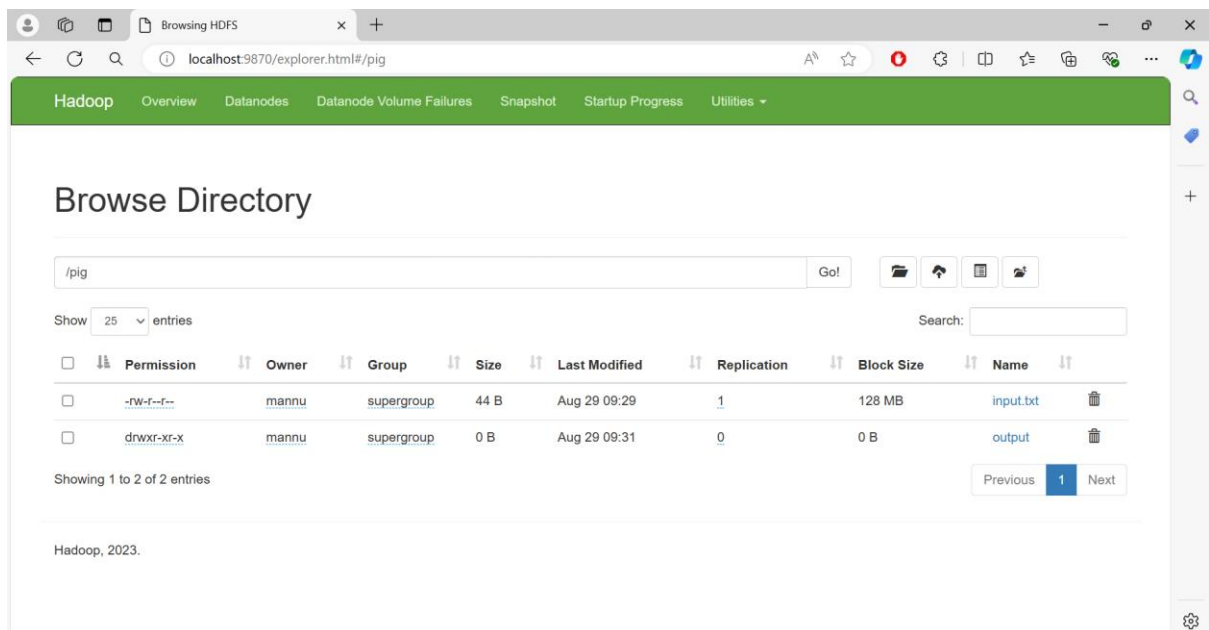 Browsing HDFS
localhost:9870/explorer.html#/pig
Hadoop Overview Datanodes Datanode Volume Failures Snapshot Startup Progress Utilities
Browse Directory
/pig Go!
Show 25 entries Search:
Permission Owner Group Size Last Modified Replication Block Size Name
-rw-r--r-- mannu supergroup 44 B Aug 29 09:29 1 128 MB input.txt
drwxr-xr-x mannu supergroup 0 B Aug 29 09:31 0 0 B output
Showing 1 to 2 of 2 entries Previous 1 Next
Hadoop, 2023.